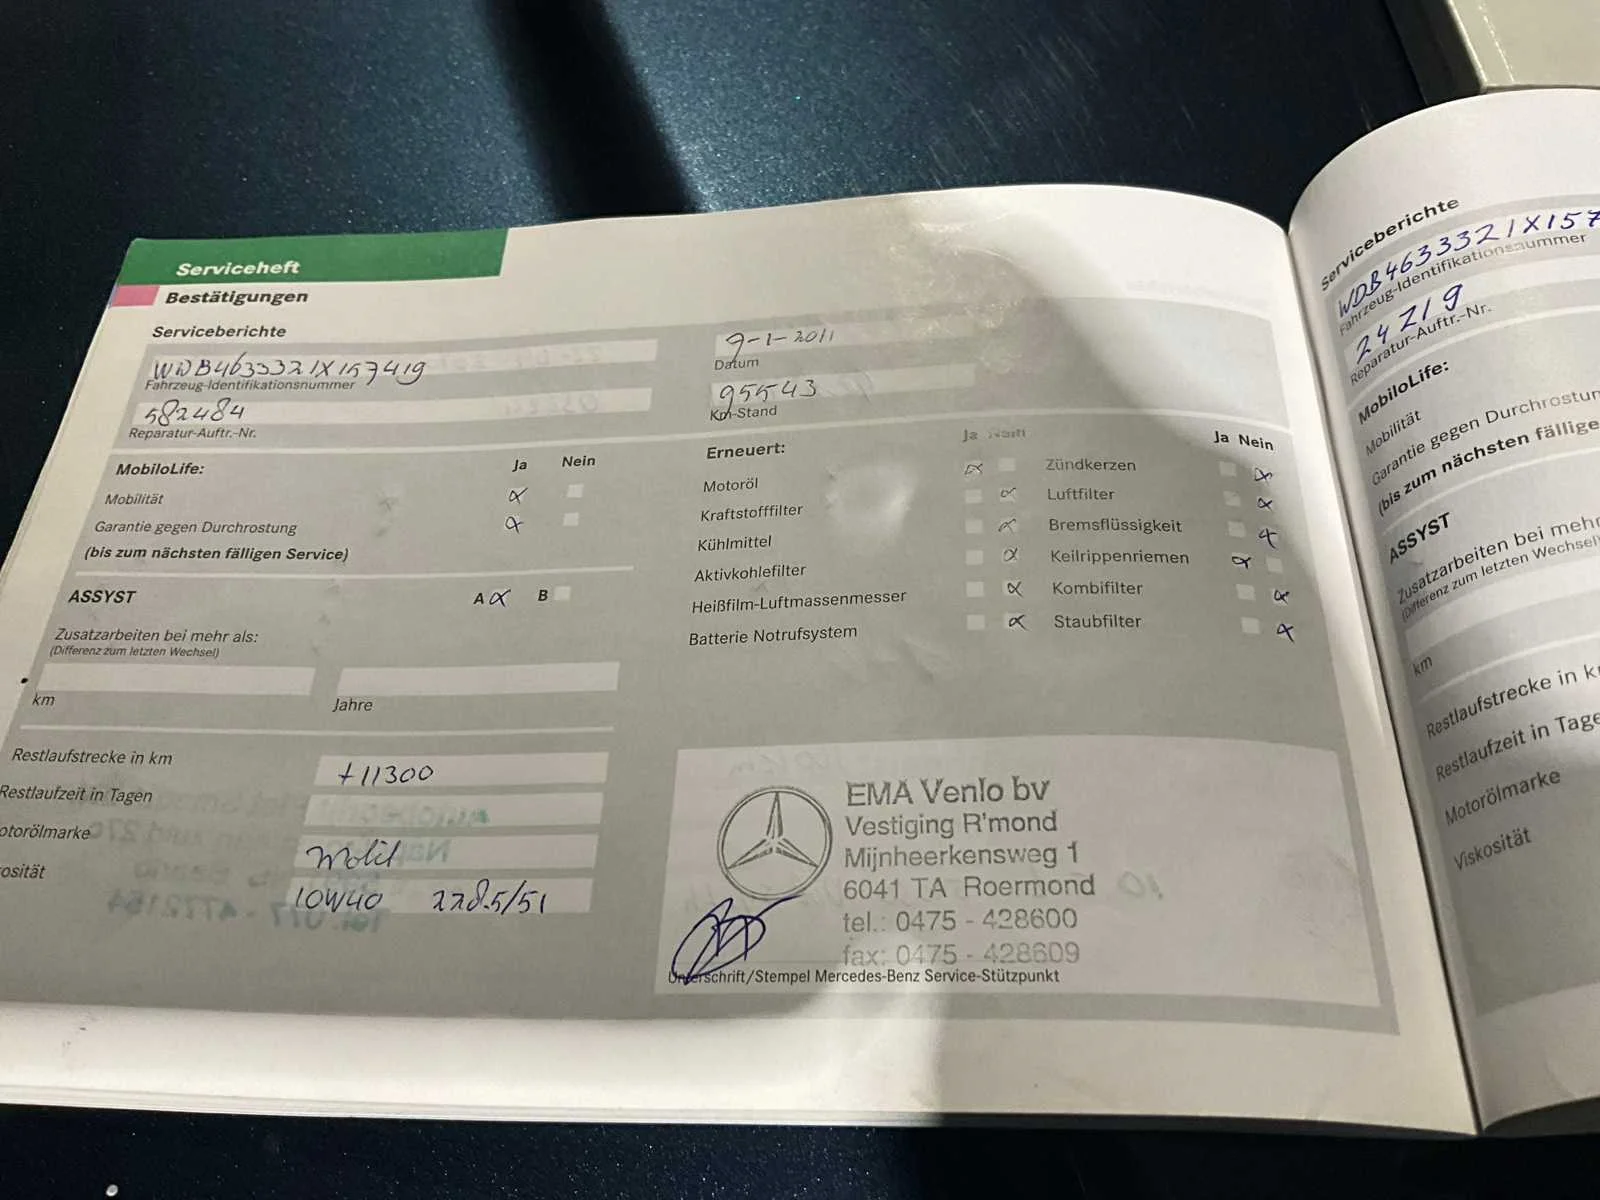 Serviceheft
Bestätigungen
Serviceberichte
WDB4633321X157419
Fahrzeug-Identifikationsnummer
582484
Reparatur-Auftr.-Nr.
9-1-2011
Datum
95543
Km-Stand
MobiloLife:
Ja Nein
Mobilität
Garantie gegen Durchrostung
(bis zum nächsten fälligen Service)
ASSYST
A B
Zusatzarbeiten bei mehr als:
(Differenz zum letzten Wechsel)
km
Jahre
Restlaufstrecke in km
+11300
Restlaufzeit in Tagen
otorölmarke
Mobil
osität
10W40 228.5/51
Erneuert:
Ja Nein
Motoröl
Kraftstofffilter
Kühlmittel
Aktivkohlefilter
Heißfilm-Luftmassenmesser
Batterie Notrufsystem
Ja Nein
Zündkerzen
Luftfilter
Bremsflüssigkeit
Keilrippenriemen
Kombifilter
Staubfilter
EMA Venlo bv
Vestiging R'mond
Mijnheerkensweg 1
6041 TA Roermond
tel.: 0475 - 428600
fax: 0475 - 428609
Unterschrift/Stempel Mercedes-Benz Service-Stützpunkt
Serviceberichte
WDB4633321X157
Fahrzeug-Identifikationsnummer
24219
Reparatur-Auftr.-Nr.
MobiloLife:
Mobilität
Garantie gegen Durchrostun
(bis zum nächsten fällige
ASSYST
Zusatzarbeiten bei mehr
(Differenz zum letzten Wechsel)
km
Restlaufstrecke in k
Restlaufzeit in Tage
Motorölmarke
Viskosität